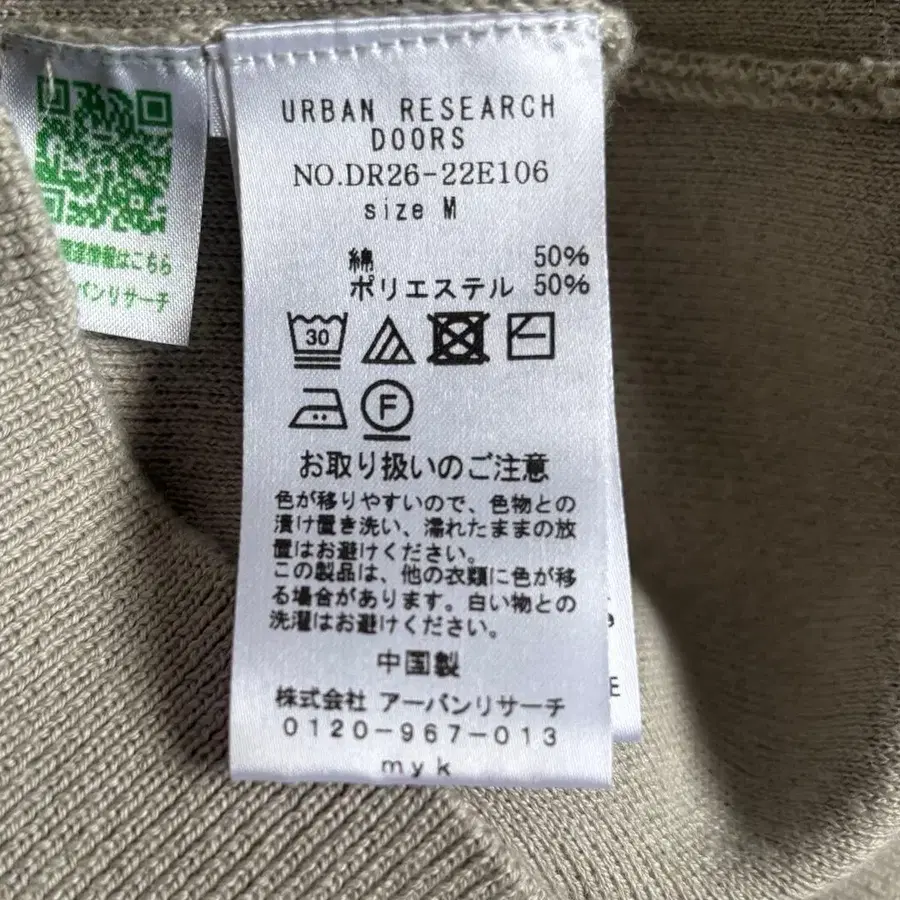 URBAN RESEARCH
DOORS
NO.DR26-22E106
size M
綿 50%
ポリエステル 50%
30
F
お取り扱いのご注意
色が移りやすいので、色物との
漬け置き洗い、濡れたままの放
置はお避けください。
この製品は、他の衣類に色が移
る場合があります。白い物との
洗濯はお避けください。
中国製
株式会社 アーバンリサーチ
0120-967-013
myk
情報はこちら
バンリサーチ
E